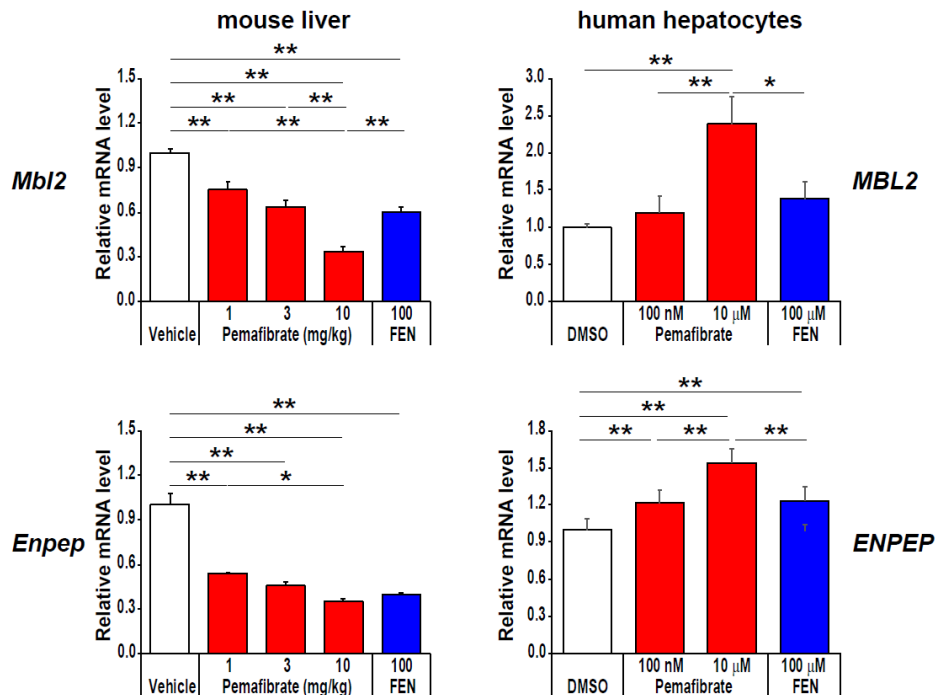 mouse liver
human hepatocytes
Mbl2
Relative mRNA level
1.5
1.2
0.9
0.6
0.3
0.0
**
**
** **
** ** **
1 3 10 100
Vehicle Pemafibrate (mg/kg) FEN
MBL2
Relative mRNA level
3.0
2.5
2.0
1.5
1.0
0.5
0.0
**
** *
100 nM 10 μM 100 μM
DMSO Pemafibrate FEN
Enpep
Relative mRNA level
1.5
1.2
0.9
0.6
0.3
0.0
**
**
**
** *
1 3 10 100
Vehicle Pemafibrate (mg/kg) FEN
ENPEP
Relative mRNA level
1.8
1.5
1.2
0.9
0.6
0.3
0.0
**
**
** ** **
100 nM 10 μM 100 μM
DMSO Pemafibrate FEN